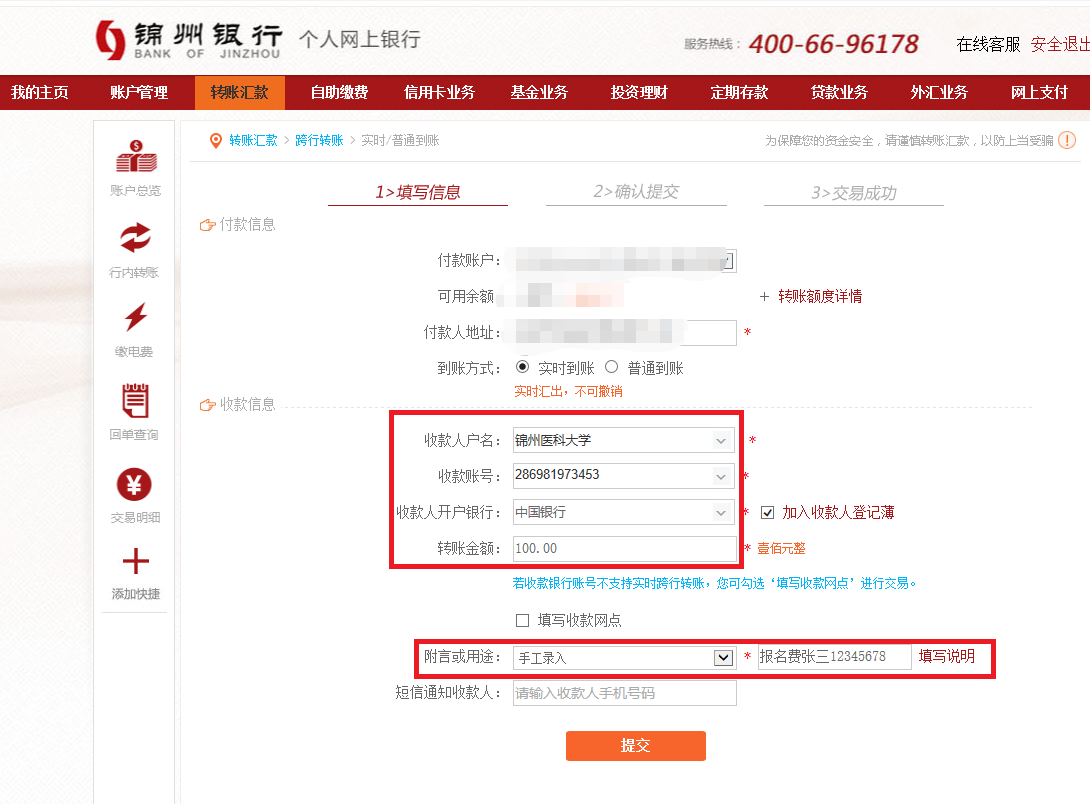 锦州银行 个人网上银行
BANK OF JINZHOU
服务热线： 400-66-96178 在线客服 安全退出
我的主页 账户管理 转账汇款 自助缴费 信用卡业务 基金业务 投资理财 定期存款 贷款业务 外汇业务 网上支付
转账汇款 > 跨行转账 > 实时/普通到账
为保障您的资金安全，请谨慎转账汇款，以防上当受骗
账户总览
行内转账
缴电费
回单查询
交易明细
添加快捷
1>填写信息 2>确认提交 3>交易成功
付款信息
付款账户：
可用余额 + 转账额度详情
付款人地址： *
到账方式： 实时到账 普通到账
实时汇出，不可撤销
收款信息
收款人户名： 锦州医科大学 *
收款账号： 286981973453 *
收款人开户银行： 中国银行 * 加入收款人登记薄
转账金额： 100.00 * 壹佰元整
若收款银行账号不支持实时跨行转账，您可勾选‘填写收款网点’进行交易。
填写收款网点
附言或用途： 手工录入 * 报名费张三12345678 填写说明
短信通知收款人： 请输入收款人手机号码
提交